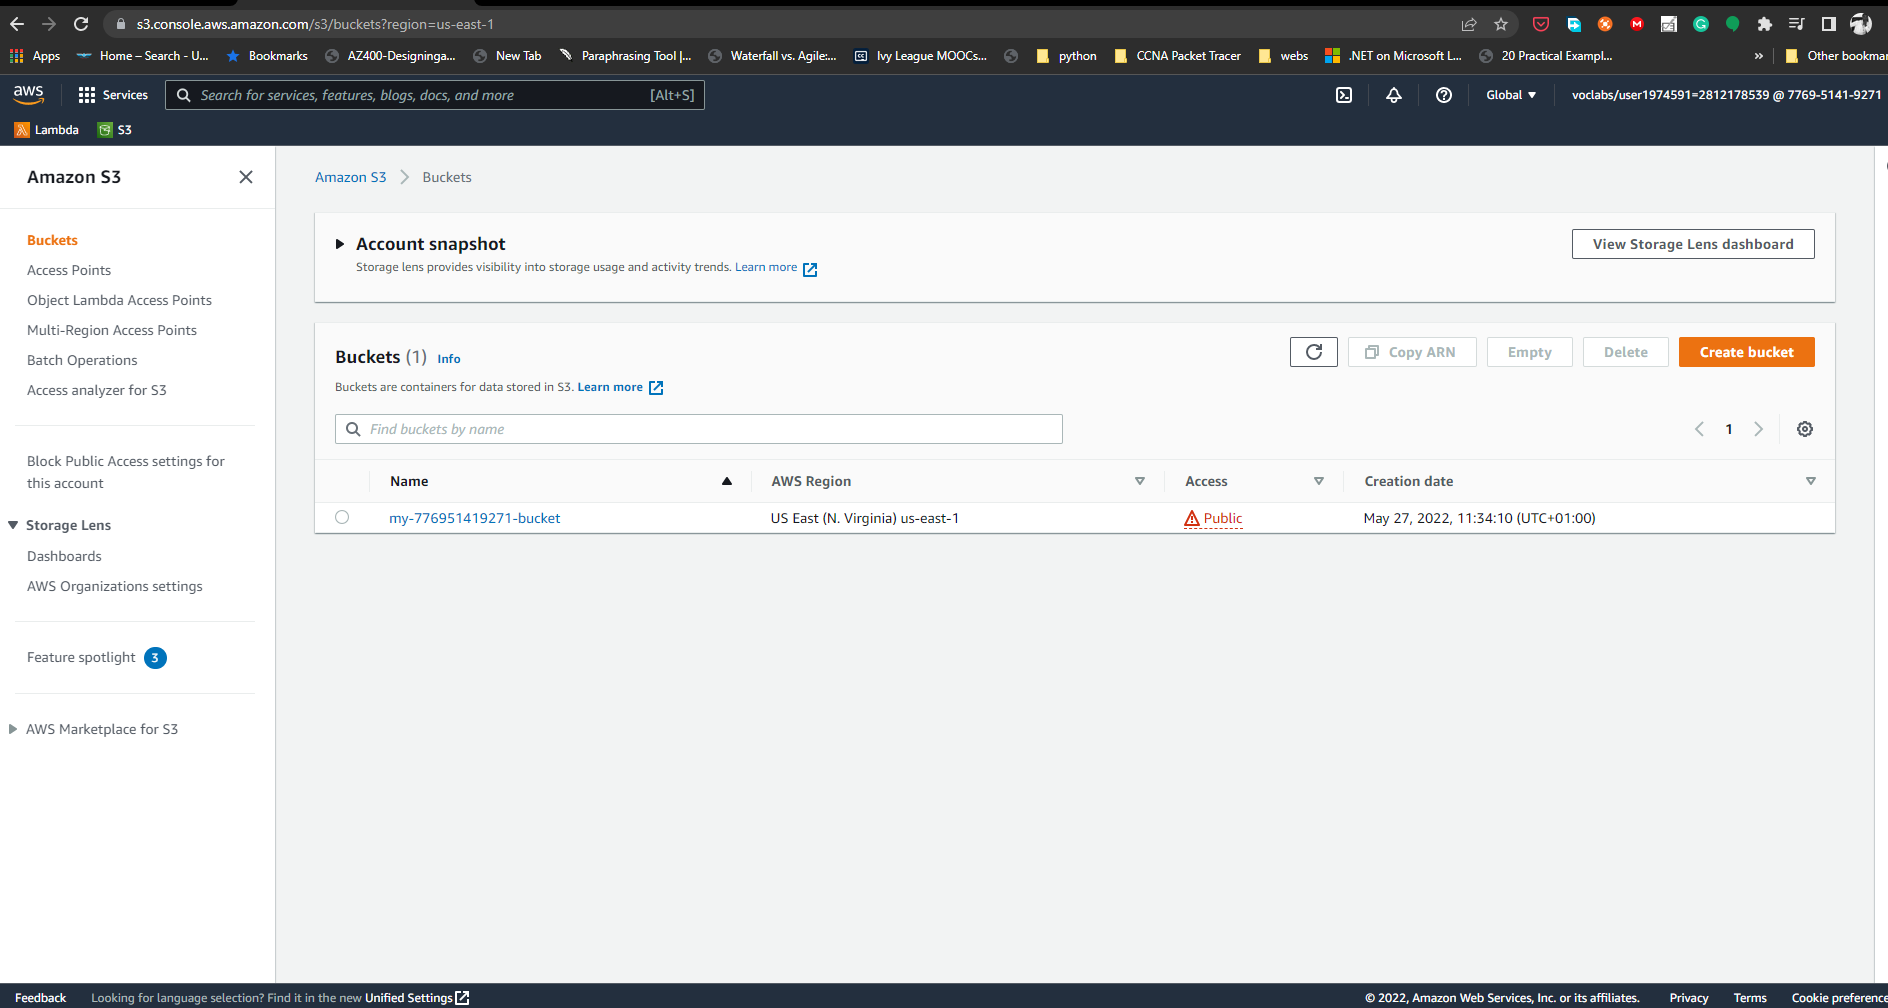 s3.console.aws.amazon.com/s3/buckets?region=us-east-1
Apps
Home – Search - U...
Bookmarks
AZ400-Designinga...
New Tab
Paraphrasing Tool |...
Waterfall vs. Agile:...
Ivy League MOOCs...
python
CCNA Packet Tracer
webs
.NET on Microsoft L...
20 Practical Exampl...
»
Other bookmar
aws
Services
Search for services, features, blogs, docs, and more
[Alt+S]
Global
voclabs/user1974591=2812178539 @ 7769-5141-9271
Lambda
S3
Amazon S3
Buckets
Access Points
Object Lambda Access Points
Multi-Region Access Points
Batch Operations
Access analyzer for S3
Block Public Access settings for
this account
Storage Lens
Dashboards
AWS Organizations settings
Feature spotlight 3
AWS Marketplace for S3
Amazon S3 > Buckets
Account snapshot
Storage lens provides visibility into storage usage and activity trends. Learn more
View Storage Lens dashboard
Buckets (1) Info
Buckets are containers for data stored in S3. Learn more
Copy ARN
Empty
Delete
Create bucket
Find buckets by name
1
Name
AWS Region
Access
Creation date
my-776951419271-bucket
US East (N. Virginia) us-east-1
Public
May 27, 2022, 11:34:10 (UTC+01:00)
Feedback
Looking for language selection? Find it in the new Unified Settings
© 2022, Amazon Web Services, Inc. or its affiliates.
Privacy
Terms
Cookie preference